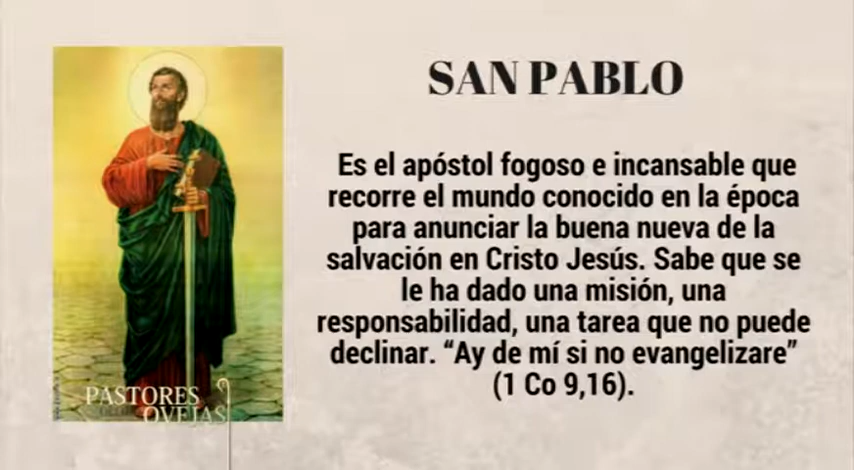 SAN PABLO
Es el apóstol fogoso e incansable que
recorre el mundo conocido en la época
para anunciar la buena nueva de la
salvación en Cristo Jesús. Sabe que se
le ha dado una misión, una
responsabilidad, una tarea que no puede
declinar. “Ay de mí si no evangelizare”
(1 Co 9,16).
PASTORES
OVEJAS